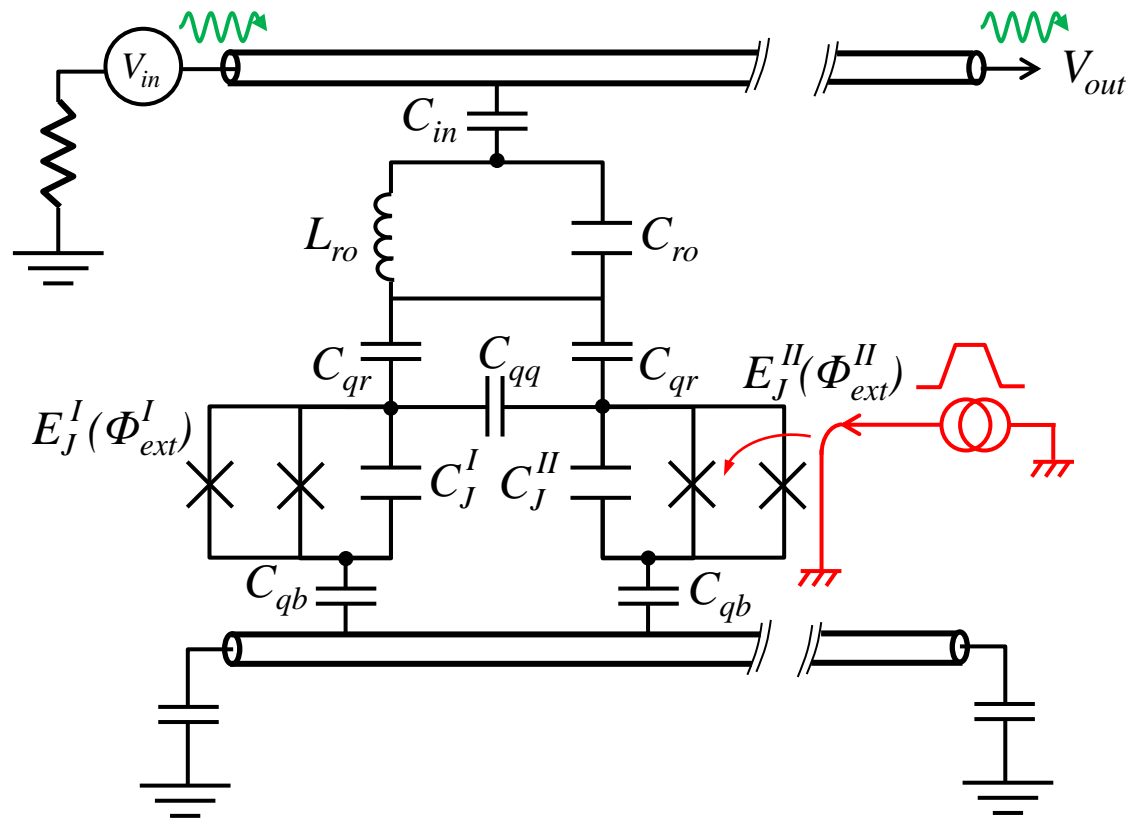 V_in
V_out
C_in
L_ro
C_ro
C_qr
C_qq
C_qr
E_J^I(Φ_ext^I)
E_J^II(Φ_ext^II)
C_J^I
C_J^II
C_qb
C_qb